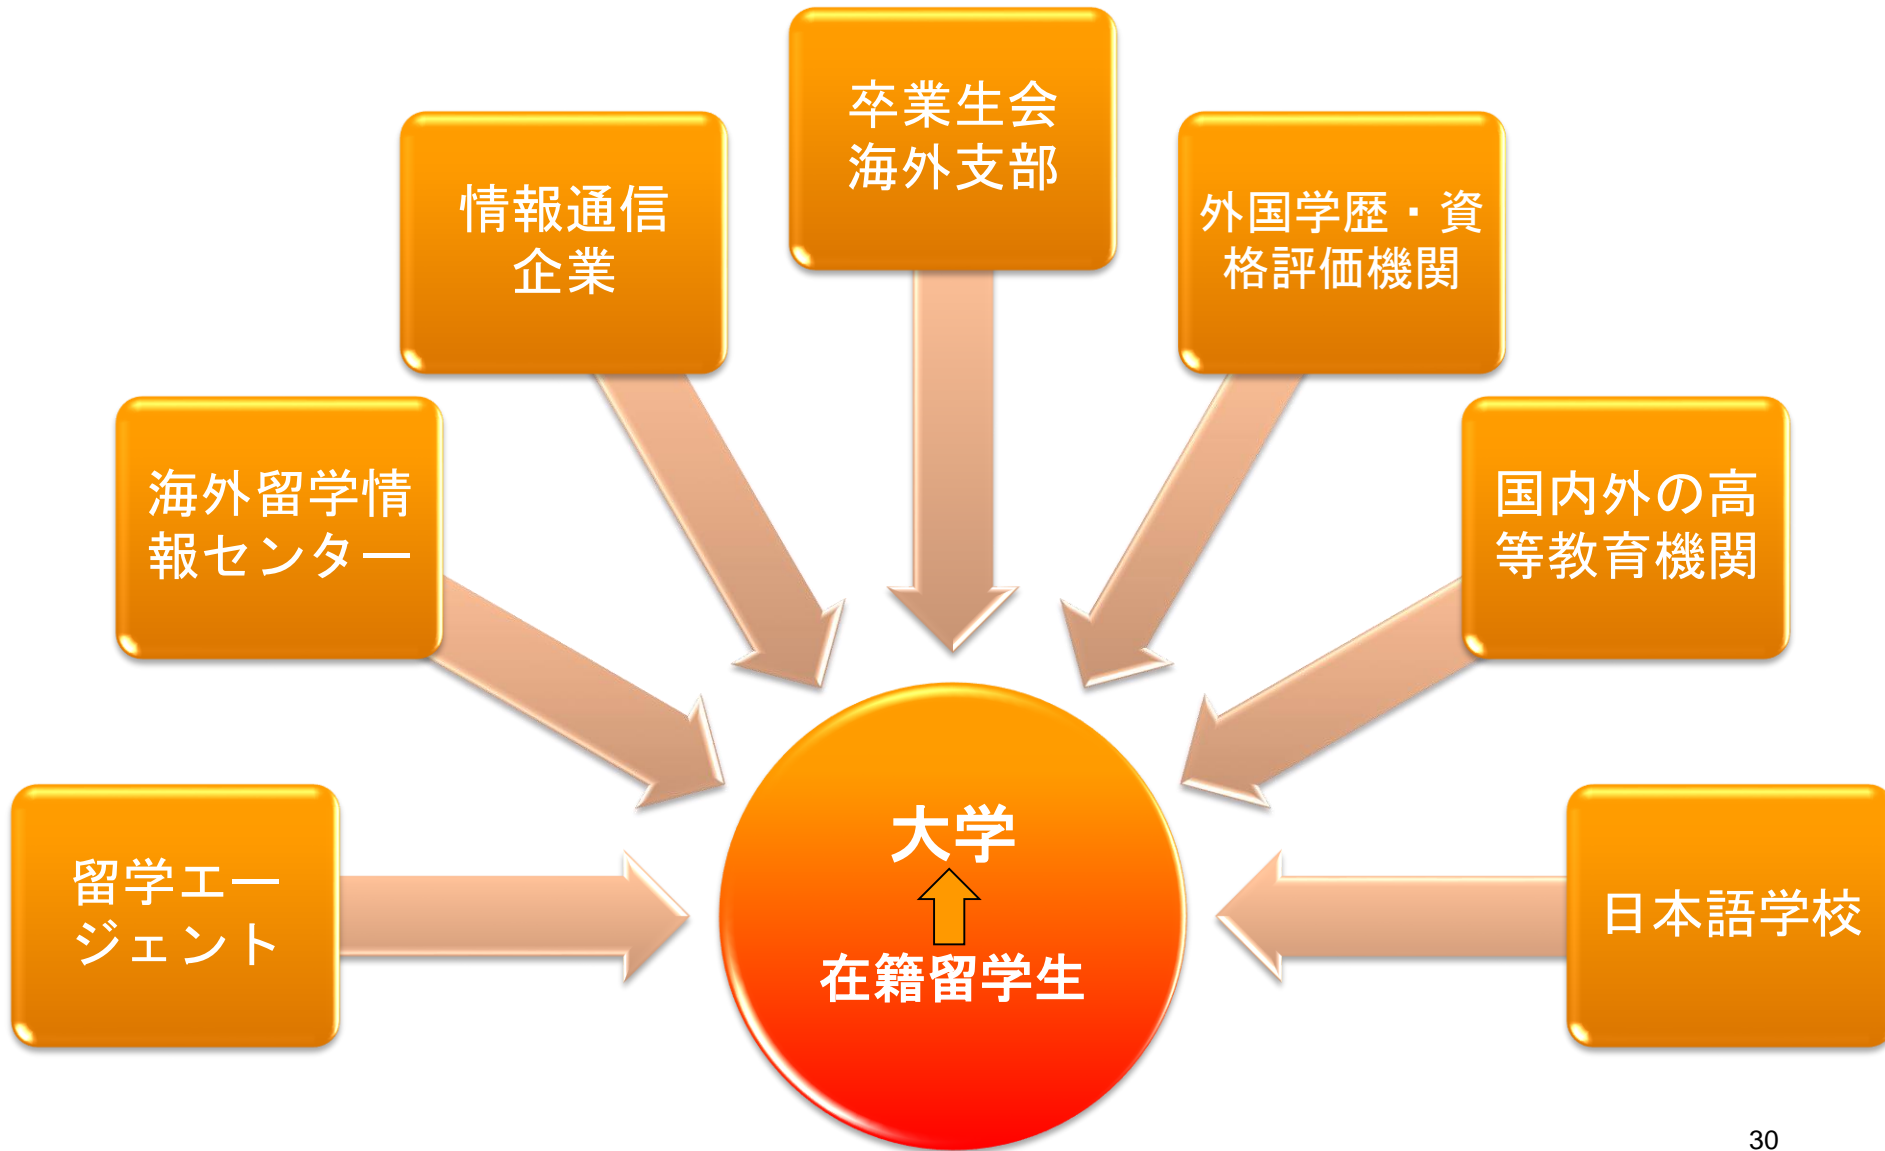 卒業生会
海外支部
情報通信
企業
外国学歴・資
格評価機関
海外留学情
報センター
国内外の高
等教育機関
留学エー
ジェント
大学
在籍留学生
日本語学校
30